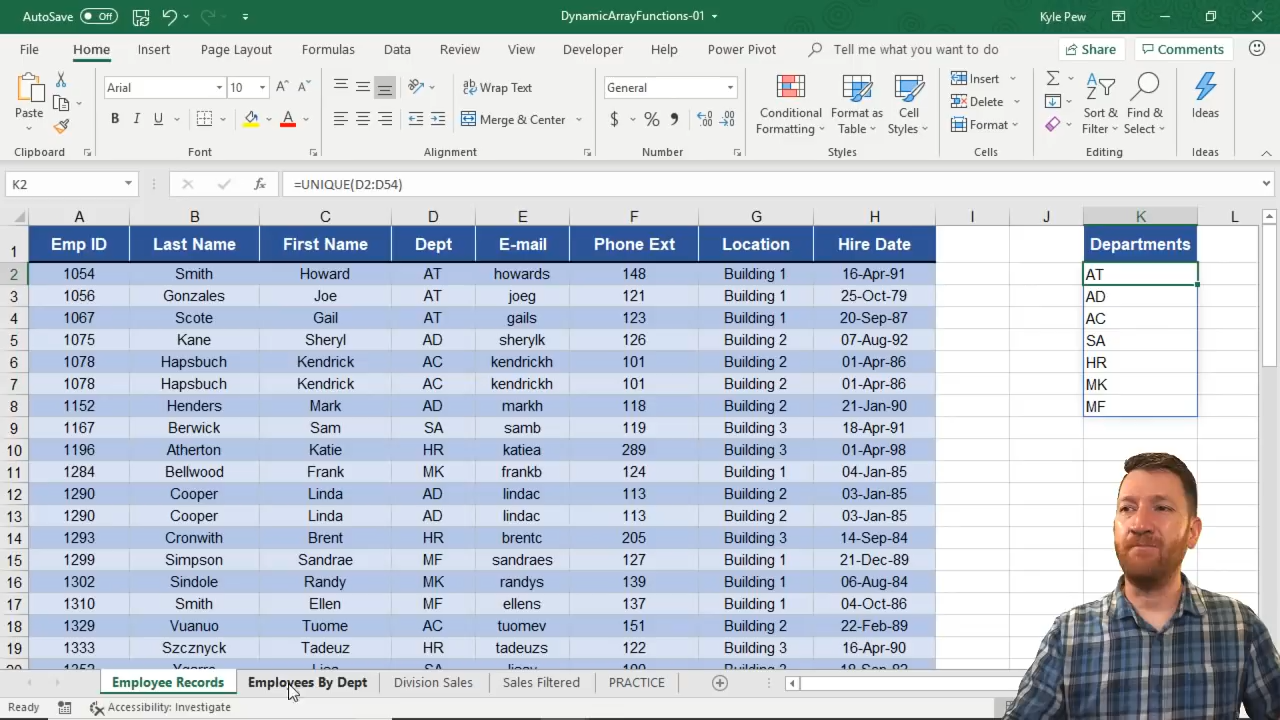 AutoSave Off DynamicArrayFunctions-01 Kyle Pew
File Home Insert Page Layout Formulas Data Review View Developer Help Power Pivot Tell me what you want to do Share Comments
Paste Arial 10 Wrap Text General Conditional Formatting Format as Table Cell Styles Insert Sort & Filter Find & Select Ideas
B I U A Merge & Center $ % Delete
Format
Clipboard Font Alignment Number Styles Cells Editing Ideas
K2 fx =UNIQUE(D2:D54)
A B C D E F G H I J K L
1 Emp ID Last Name First Name Dept E-mail Phone Ext Location Hire Date Departments
2 1054 Smith Howard AT howards 148 Building 1 16-Apr-91 AT
3 1056 Gonzales Joe AT joeg 121 Building 1 25-Oct-79 AD
4 1067 Scote Gail AT gails 123 Building 1 20-Sep-87 AC
5 1075 Kane Sheryl AD sherylk 126 Building 2 07-Aug-92 SA
6 1078 Hapsbuch Kendrick AC kendrickh 101 Building 2 01-Apr-86 HR
7 1078 Hapsbuch Kendrick AC kendrickh 101 Building 2 01-Apr-86 MK
8 1152 Henders Mark AD markh 118 Building 2 21-Jan-90 MF
9 1167 Berwick Sam SA samb 119 Building 3 18-Apr-91
10 1196 Atherton Katie HR katiea 289 Building 3 01-Apr-98
11 1284 Bellwood Frank MK frankb 124 Building 1 04-Jan-85
12 1290 Cooper Linda AD lindac 113 Building 2 03-Jan-85
13 1290 Cooper Linda AD lindac 113 Building 2 03-Jan-85
14 1293 Cronwith Brent HR brentc 205 Building 3 14-Sep-84
15 1299 Simpson Sandrae MF sandraes 127 Building 1 21-Dec-89
16 1302 Sindole Randy MK randys 139 Building 1 06-Aug-84
17 1310 Smith Ellen MF ellens 137 Building 1 04-Oct-86
18 1329 Vuanuo Tuome AC tuomev 151 Building 2 22-Feb-89
19 1333 Szcznyck Tadeuz HR tadeuzs 122 Building 3 16-Apr-90
Employee Records Employees By Dept Division Sales Sales Filtered PRACTICE
Ready Accessibility: Investigate